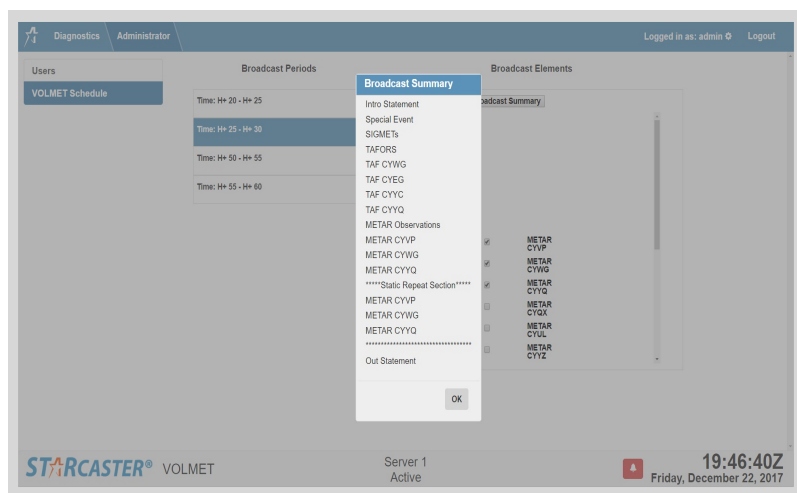 Diagnostics Administrator Logged in as: admin Logout
Users
VOLMET Schedule
Broadcast Periods
Time: H+ 20 - H+ 25
Time: H+ 25 - H+ 30
Time: H+ 50 - H+ 55
Time: H+ 55 - H+ 60
Broadcast Summary
Intro Statement
Special Event
SIGMETs
TAFORS
TAF CYWG
TAF CYEG
TAF CYYC
TAF CYYQ
METAR Observations
METAR CYVP
METAR CYWG
METAR CYYQ
*****Static Repeat Section*****
METAR CYVP
METAR CYWG
METAR CYYQ
***********************************
Out Statement
OK
Broadcast Elements
oadcast Summary
METAR
CYVP
METAR
CYWG
METAR
CYYQ
METAR
CYQX
METAR
CYUL
METAR
CYYZ
STARCASTER® VOLMET
Server 1
Active
19:46:40Z
Friday, December 22, 2017